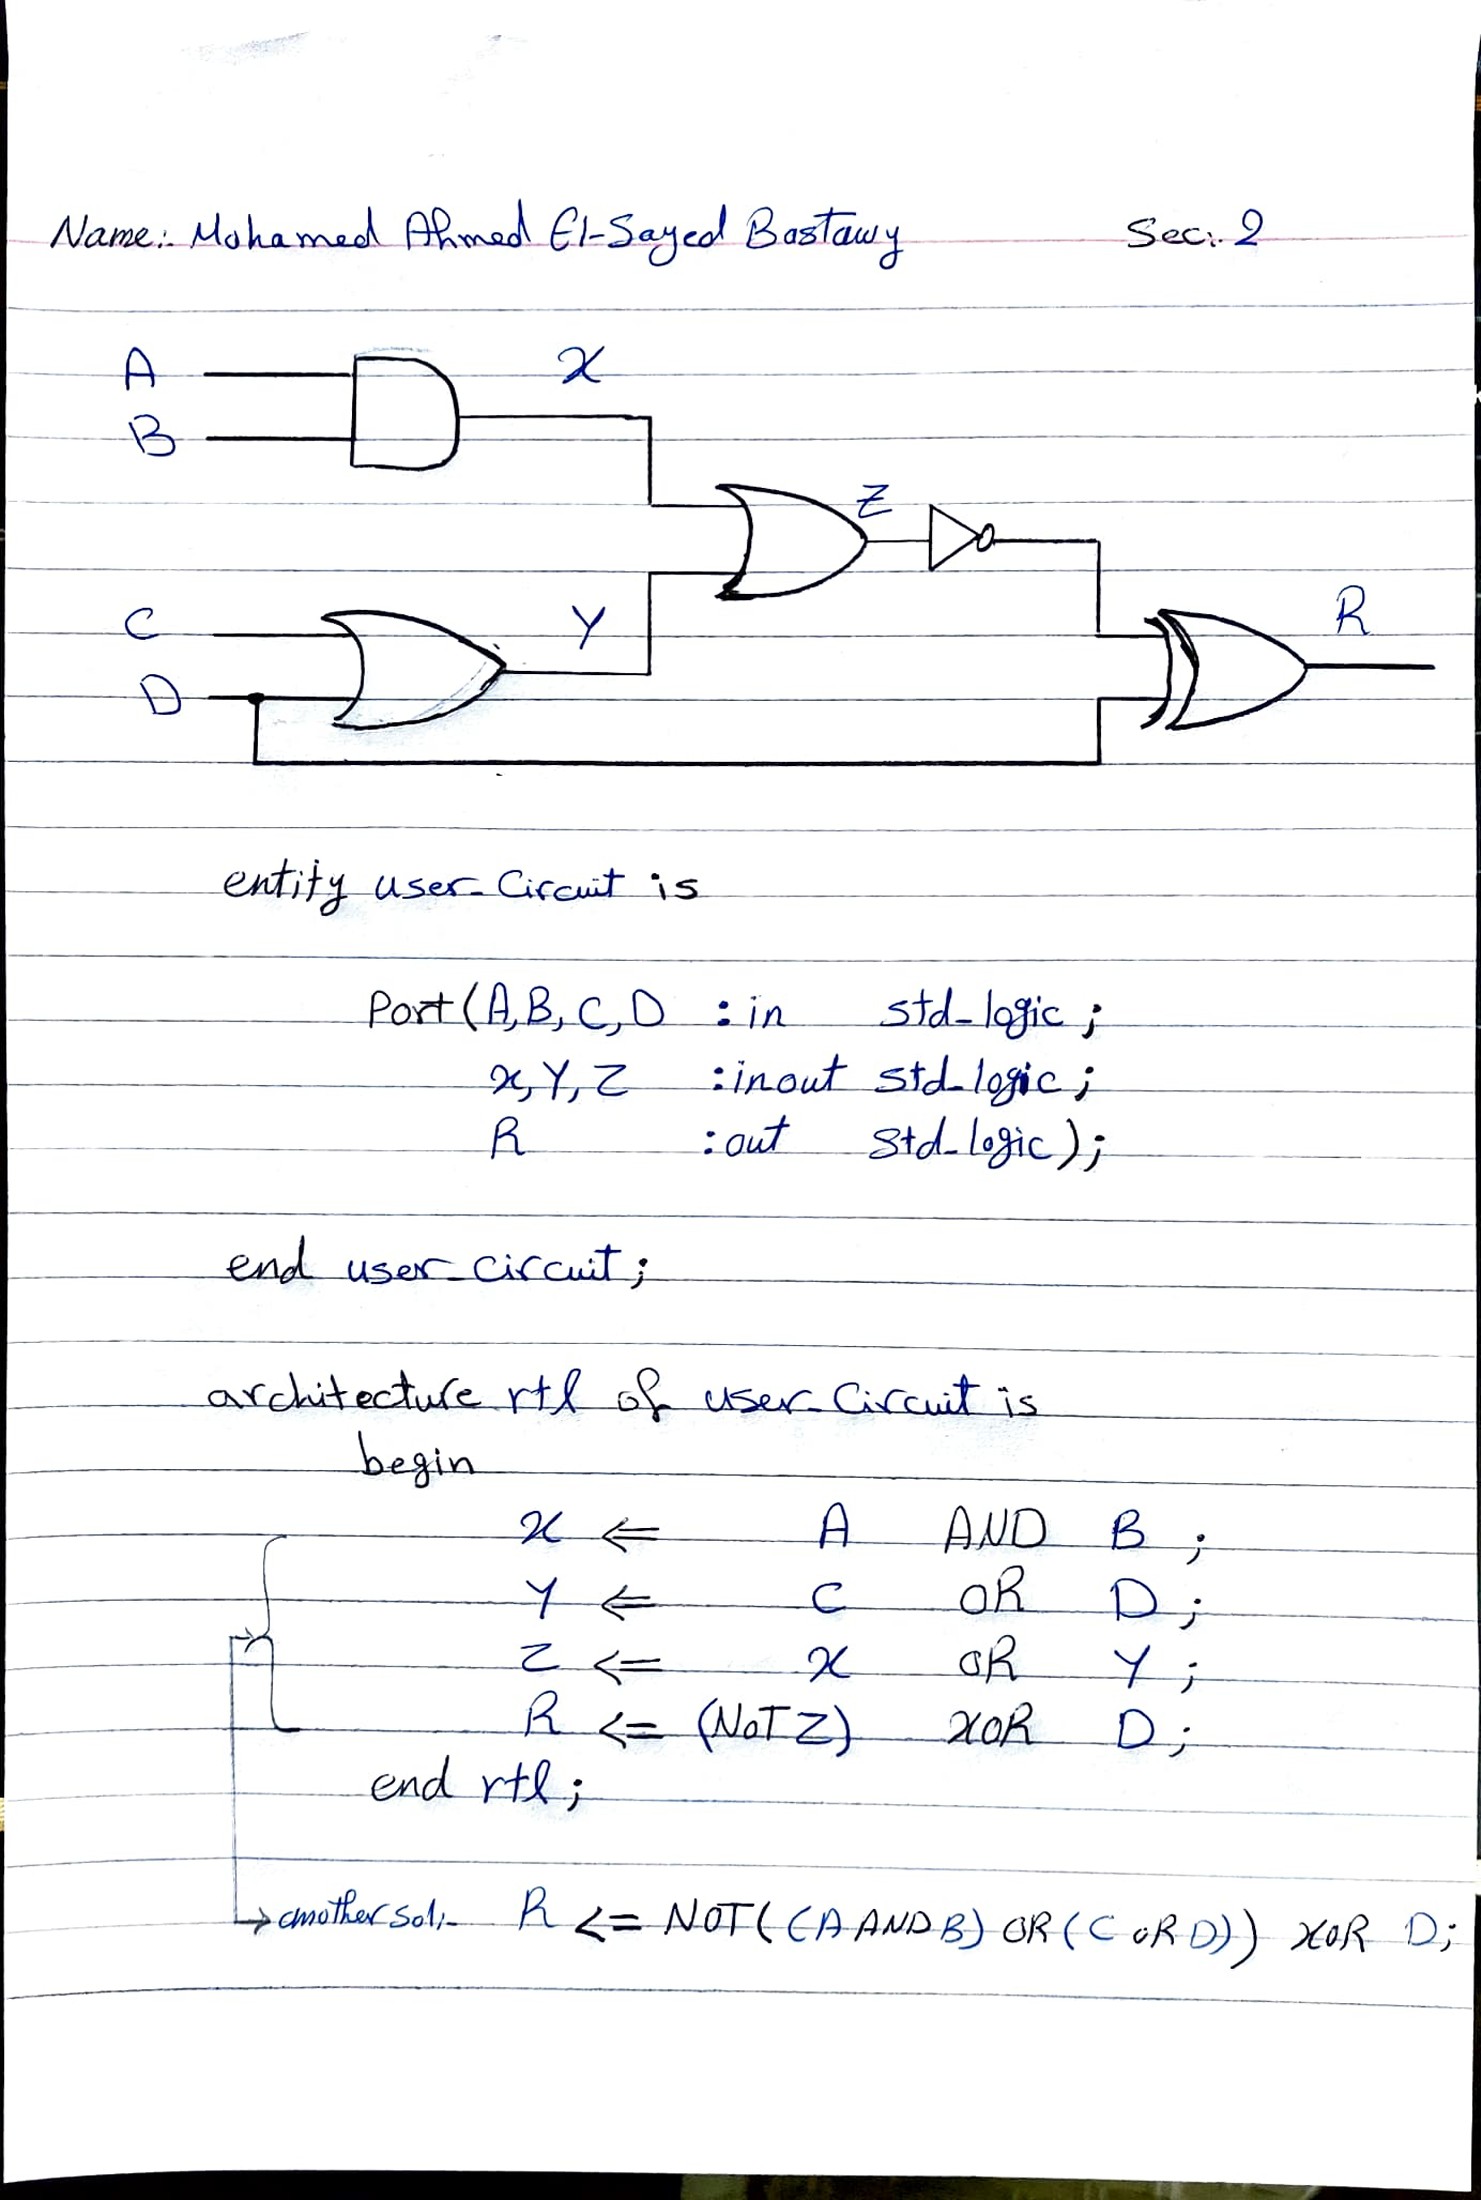 Name:- Mohamed Ahmed El-Sayed Bastawy Sec:- 2
A X
B
Z
C Y R
D
entity user_Circuit is
Port(A,B,C,D :in std_logic;
X,Y,Z :inout std_logic;
R :out std_logic);
end user_circuit;
architecture rtl of user_Circuit is
begin
X <= A AND B ;
Y <= C OR D ;
Z <= X OR Y ;
R <= (NOT Z) XOR D ;
end rtl;
another sol:- R <= NOT((A AND B) OR (C OR D)) XOR D;